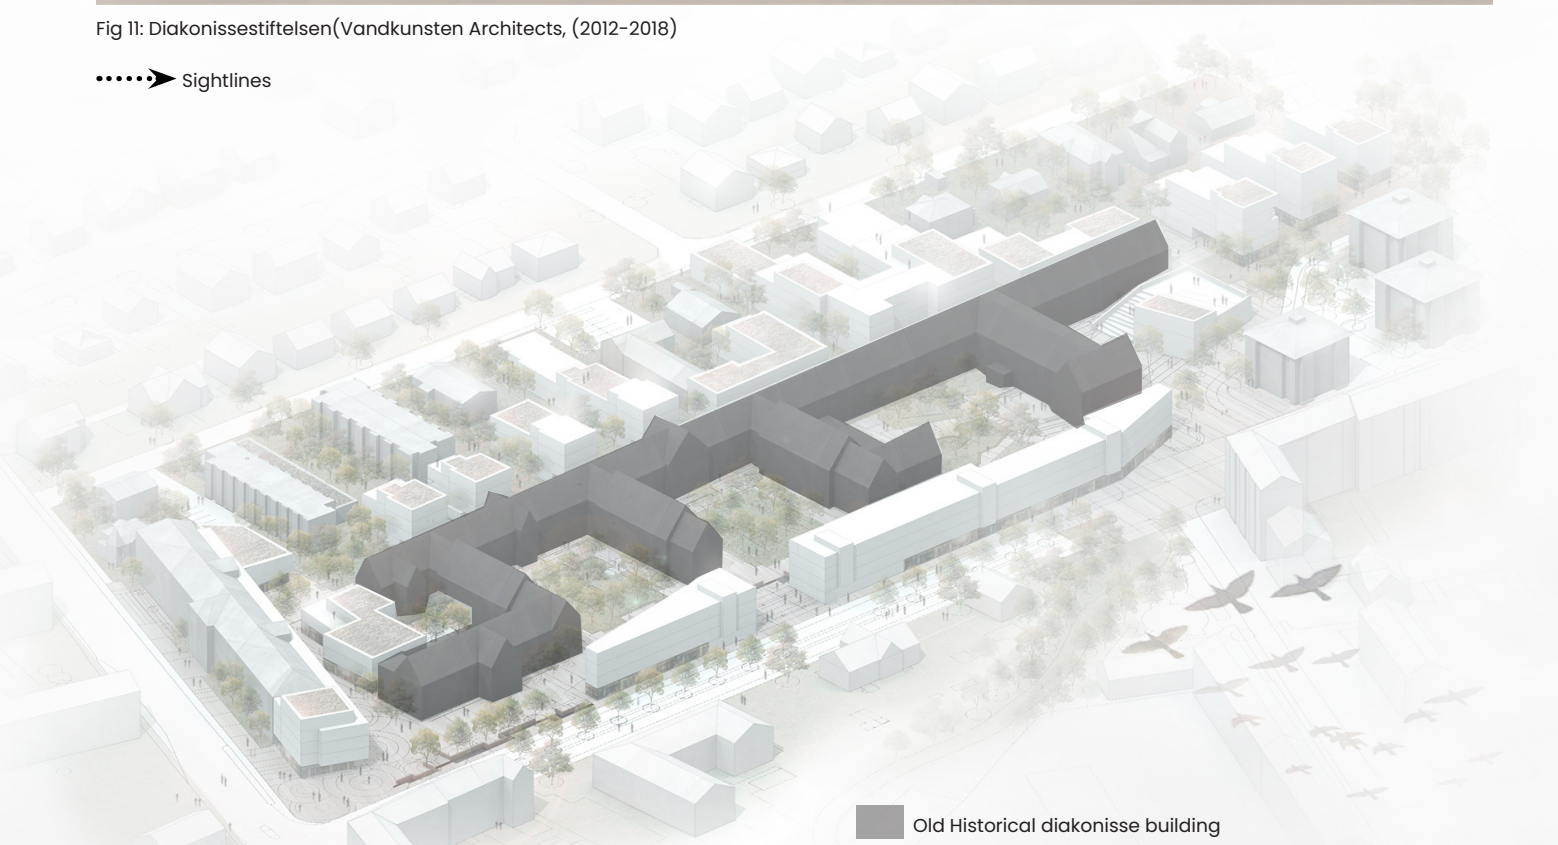 Fig 11: Diakonissestiftelsen(Vandkunsten Architects, (2012-2018)
Sightlines
Old Historical diakonisse building